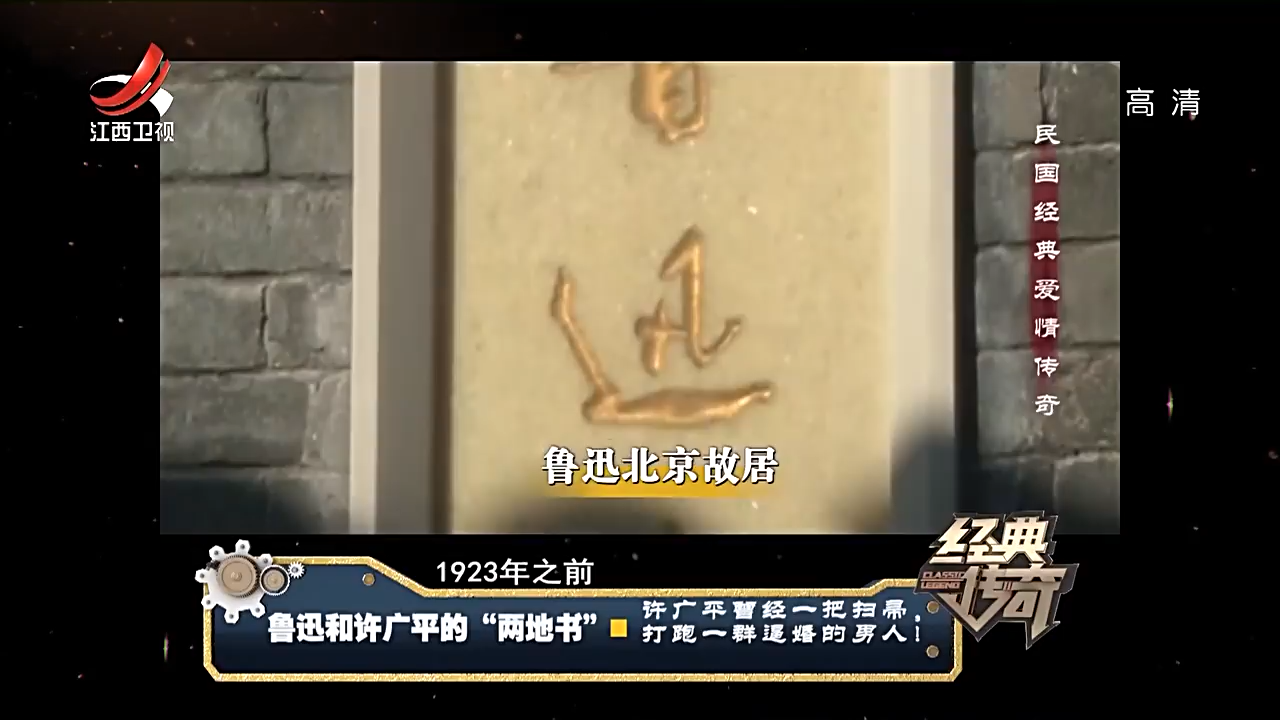 江西卫视
高清
民国经典爱情传奇
鲁
迅
鲁迅北京故居
经典
CLASSIC
LEGEND
传奇
1923年之前
鲁迅和许广平的“两地书”
许广平曾经一把扫帚，
打跑一群逼婚的男人！